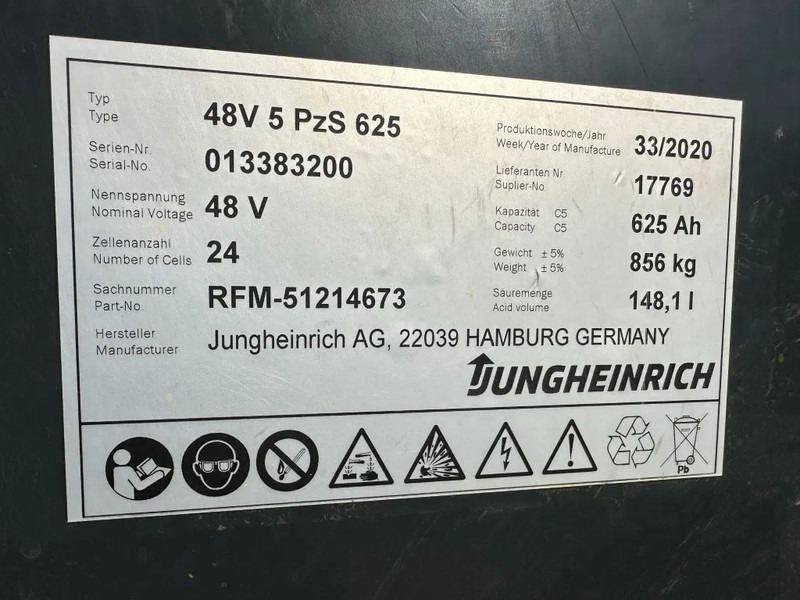 Typ
Type
48V 5 PzS 625
Serien-Nr.
Serial-No.
013383200
Nennspannung
Nominal Voltage
48 V
Zellenanzahl
Number of Cells
24
Sachnummer
Part-No.
RFM-51214673
Hersteller
Manufacturer
Jungheinrich AG, 22039 HAMBURG GERMANY
Produktionswoche/Jahr
Week/Year of Manufacture
33/2020
Lieferanten Nr.
Suplier-No.
17769
Kapazität C5
Capacity C5
625 Ah
Gewicht ± 5%
Weight ± 5%
856 kg
Säuremenge
Acid volume
148,1 l
JUNGHEINRICH
Pb